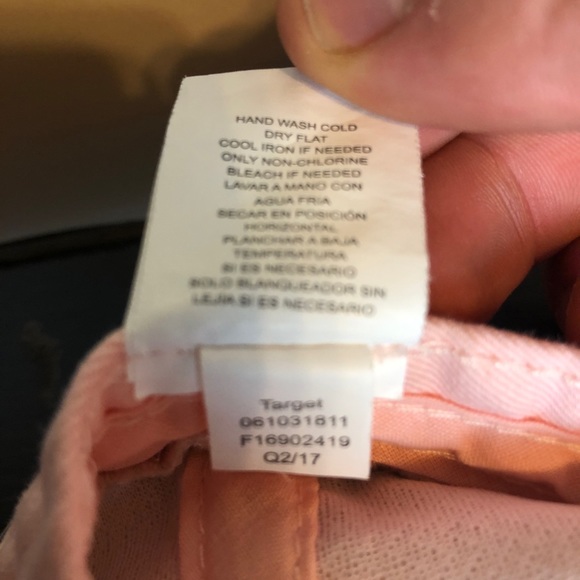 HAND WASH COLD
DRY FLAT
COOL IRON IF NEEDED
ONLY NON-CHLORINE
BLEACH IF NEEDED
LAVAR A MANO CON
AGUA FRIA
SECAR EN POSICIÓN
HORIZONTAL
PLANCHAR A BAJA
TEMPERATURA
SI ES NECESARIO
SOLO BLANQUEADOR SIN
LEJIA SI ES NECESARIO
Target
061031811
F16902419
Q2/17